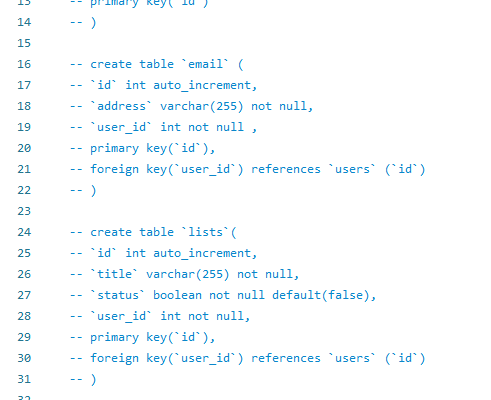 13 -- primary key(`id`)
14 -- )
15
16 -- create table `email` (
17 -- `id` int auto_increment,
18 -- `address` varchar(255) not null,
19 -- `user_id` int not null ,
20 -- primary key(`id`),
21 -- foreign key(`user_id`) references `users` (`id`)
22 -- )
23
24 -- create table `lists`(
25 -- `id` int auto_increment,
26 -- `title` varchar(255) not null,
27 -- `status` boolean not null default(false),
28 -- `user_id` int not null,
29 -- primary key(`id`),
30 -- foreign key(`user_id`) references `users` (`id`)
31 -- )
32